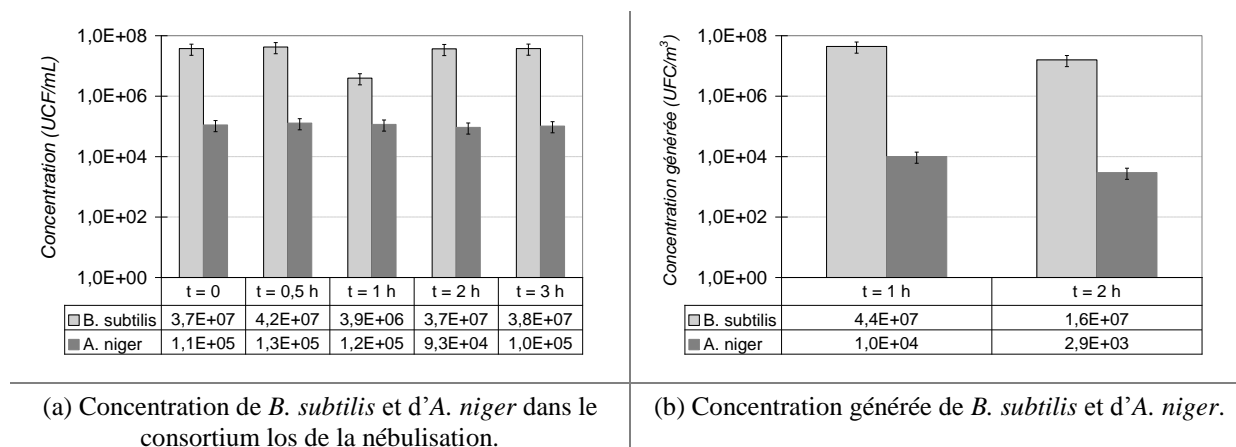 Concentration (UCF/mL)
1,0E+08
1,0E+06
1,0E+04
1,0E+02
1,0E+00
t = 0 t = 0,5 h t = 1 h t = 2 h t = 3 h
B. subtilis 3,7E+07 4,2E+07 3,9E+06 3,7E+07 3,8E+07
A. niger 1,1E+05 1,3E+05 1,2E+05 9,3E+04 1,0E+05
(a) Concentration de B. subtilis et d’A. niger dans le
consortium los de la nébulisation.
Concentration générée (UFC/m³)
1,0E+08
1,0E+06
1,0E+04
1,0E+02
1,0E+00
t = 1 h t = 2 h
B. subtilis 4,4E+07 1,6E+07
A. niger 1,0E+04 2,9E+03
(b) Concentration générée de B. subtilis et d’A. niger.